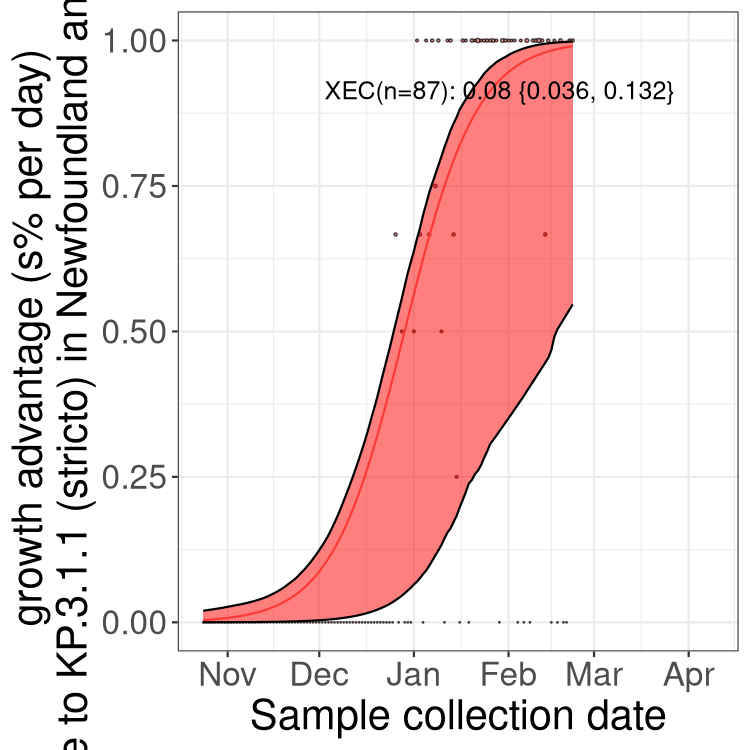 growth advantage (s% per day)
e to KP.3.1.1 (stricto) in Newfoundland an
1.00
0.75
0.50
0.25
0.00
XEC(n=87): 0.08 {0.036, 0.132}
Nov Dec Jan Feb Mar Apr
Sample collection date